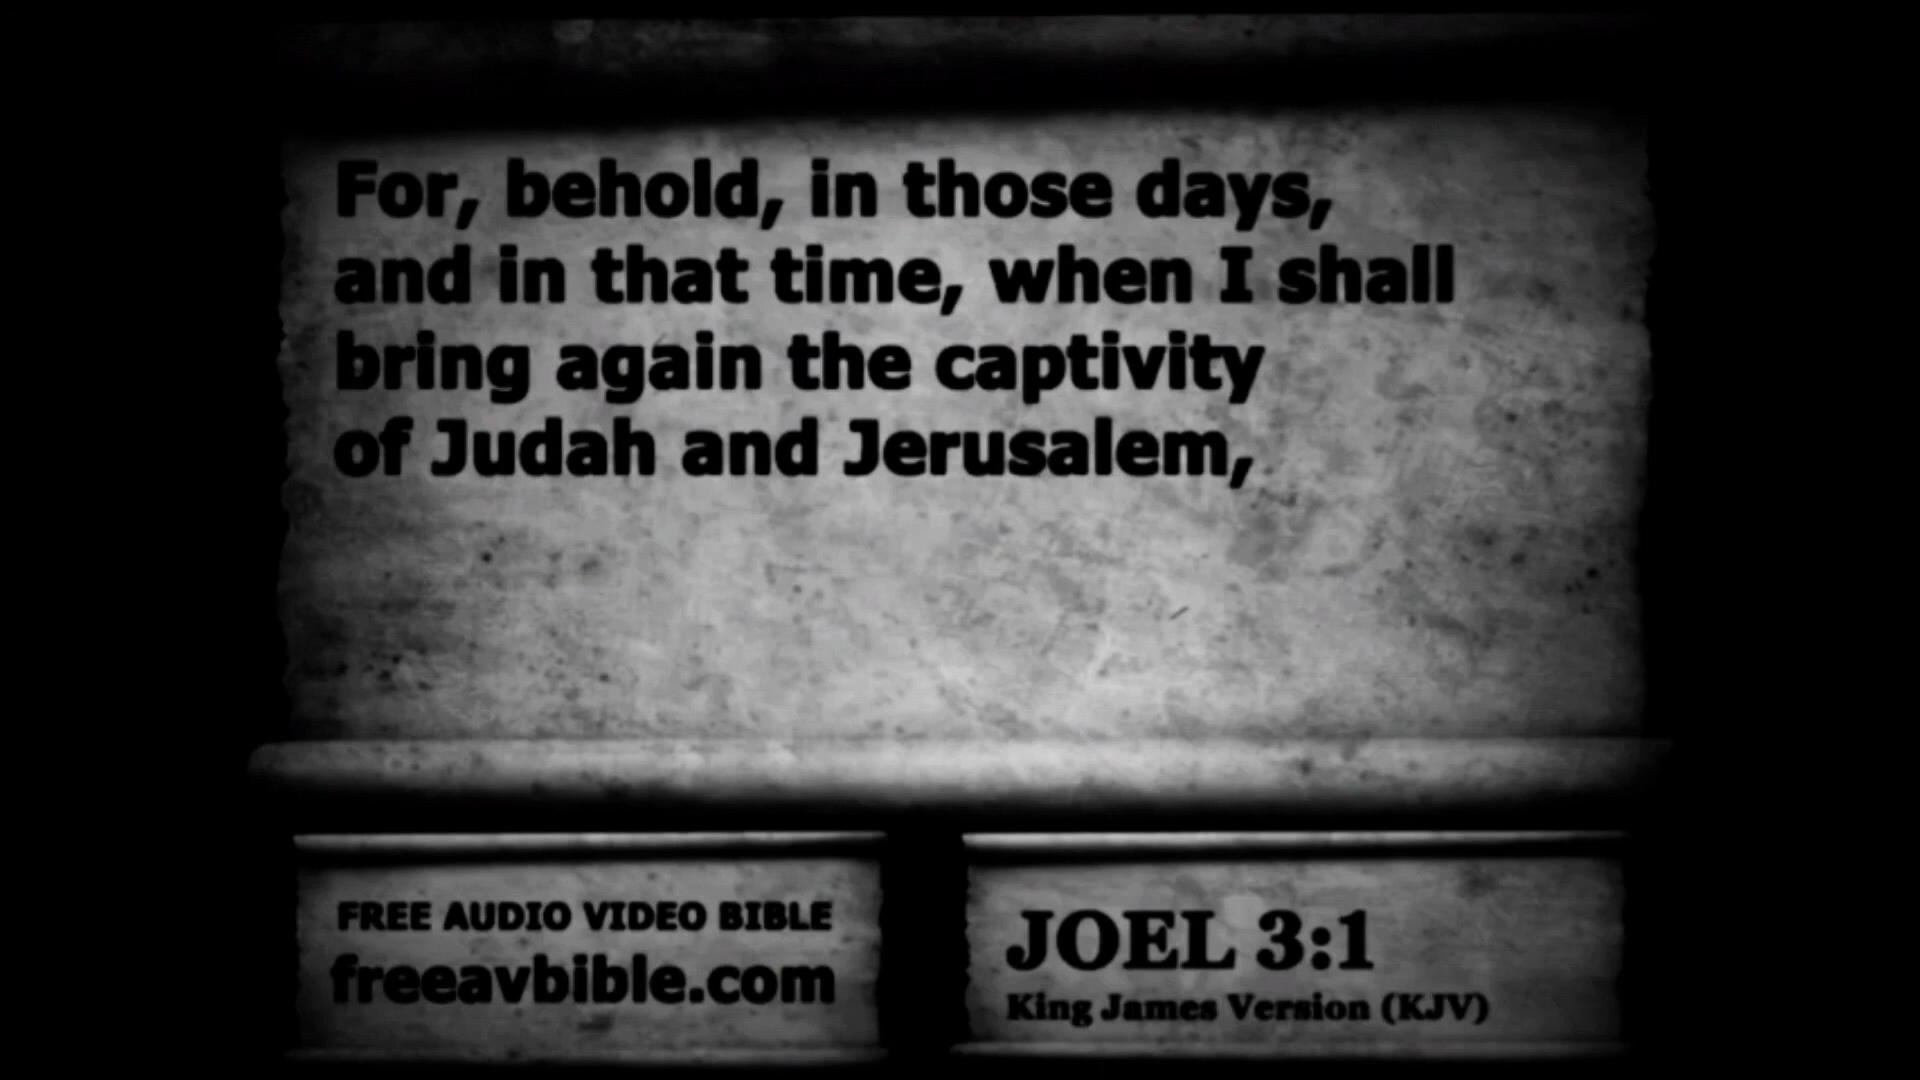 For, behold, in those days,
and in that time, when I shall
bring again the captivity
of Judah and Jerusalem,
FREE AUDIO VIDEO BIBLE
freeavbible.com
JOEL 3:1
King James Version (KJV)